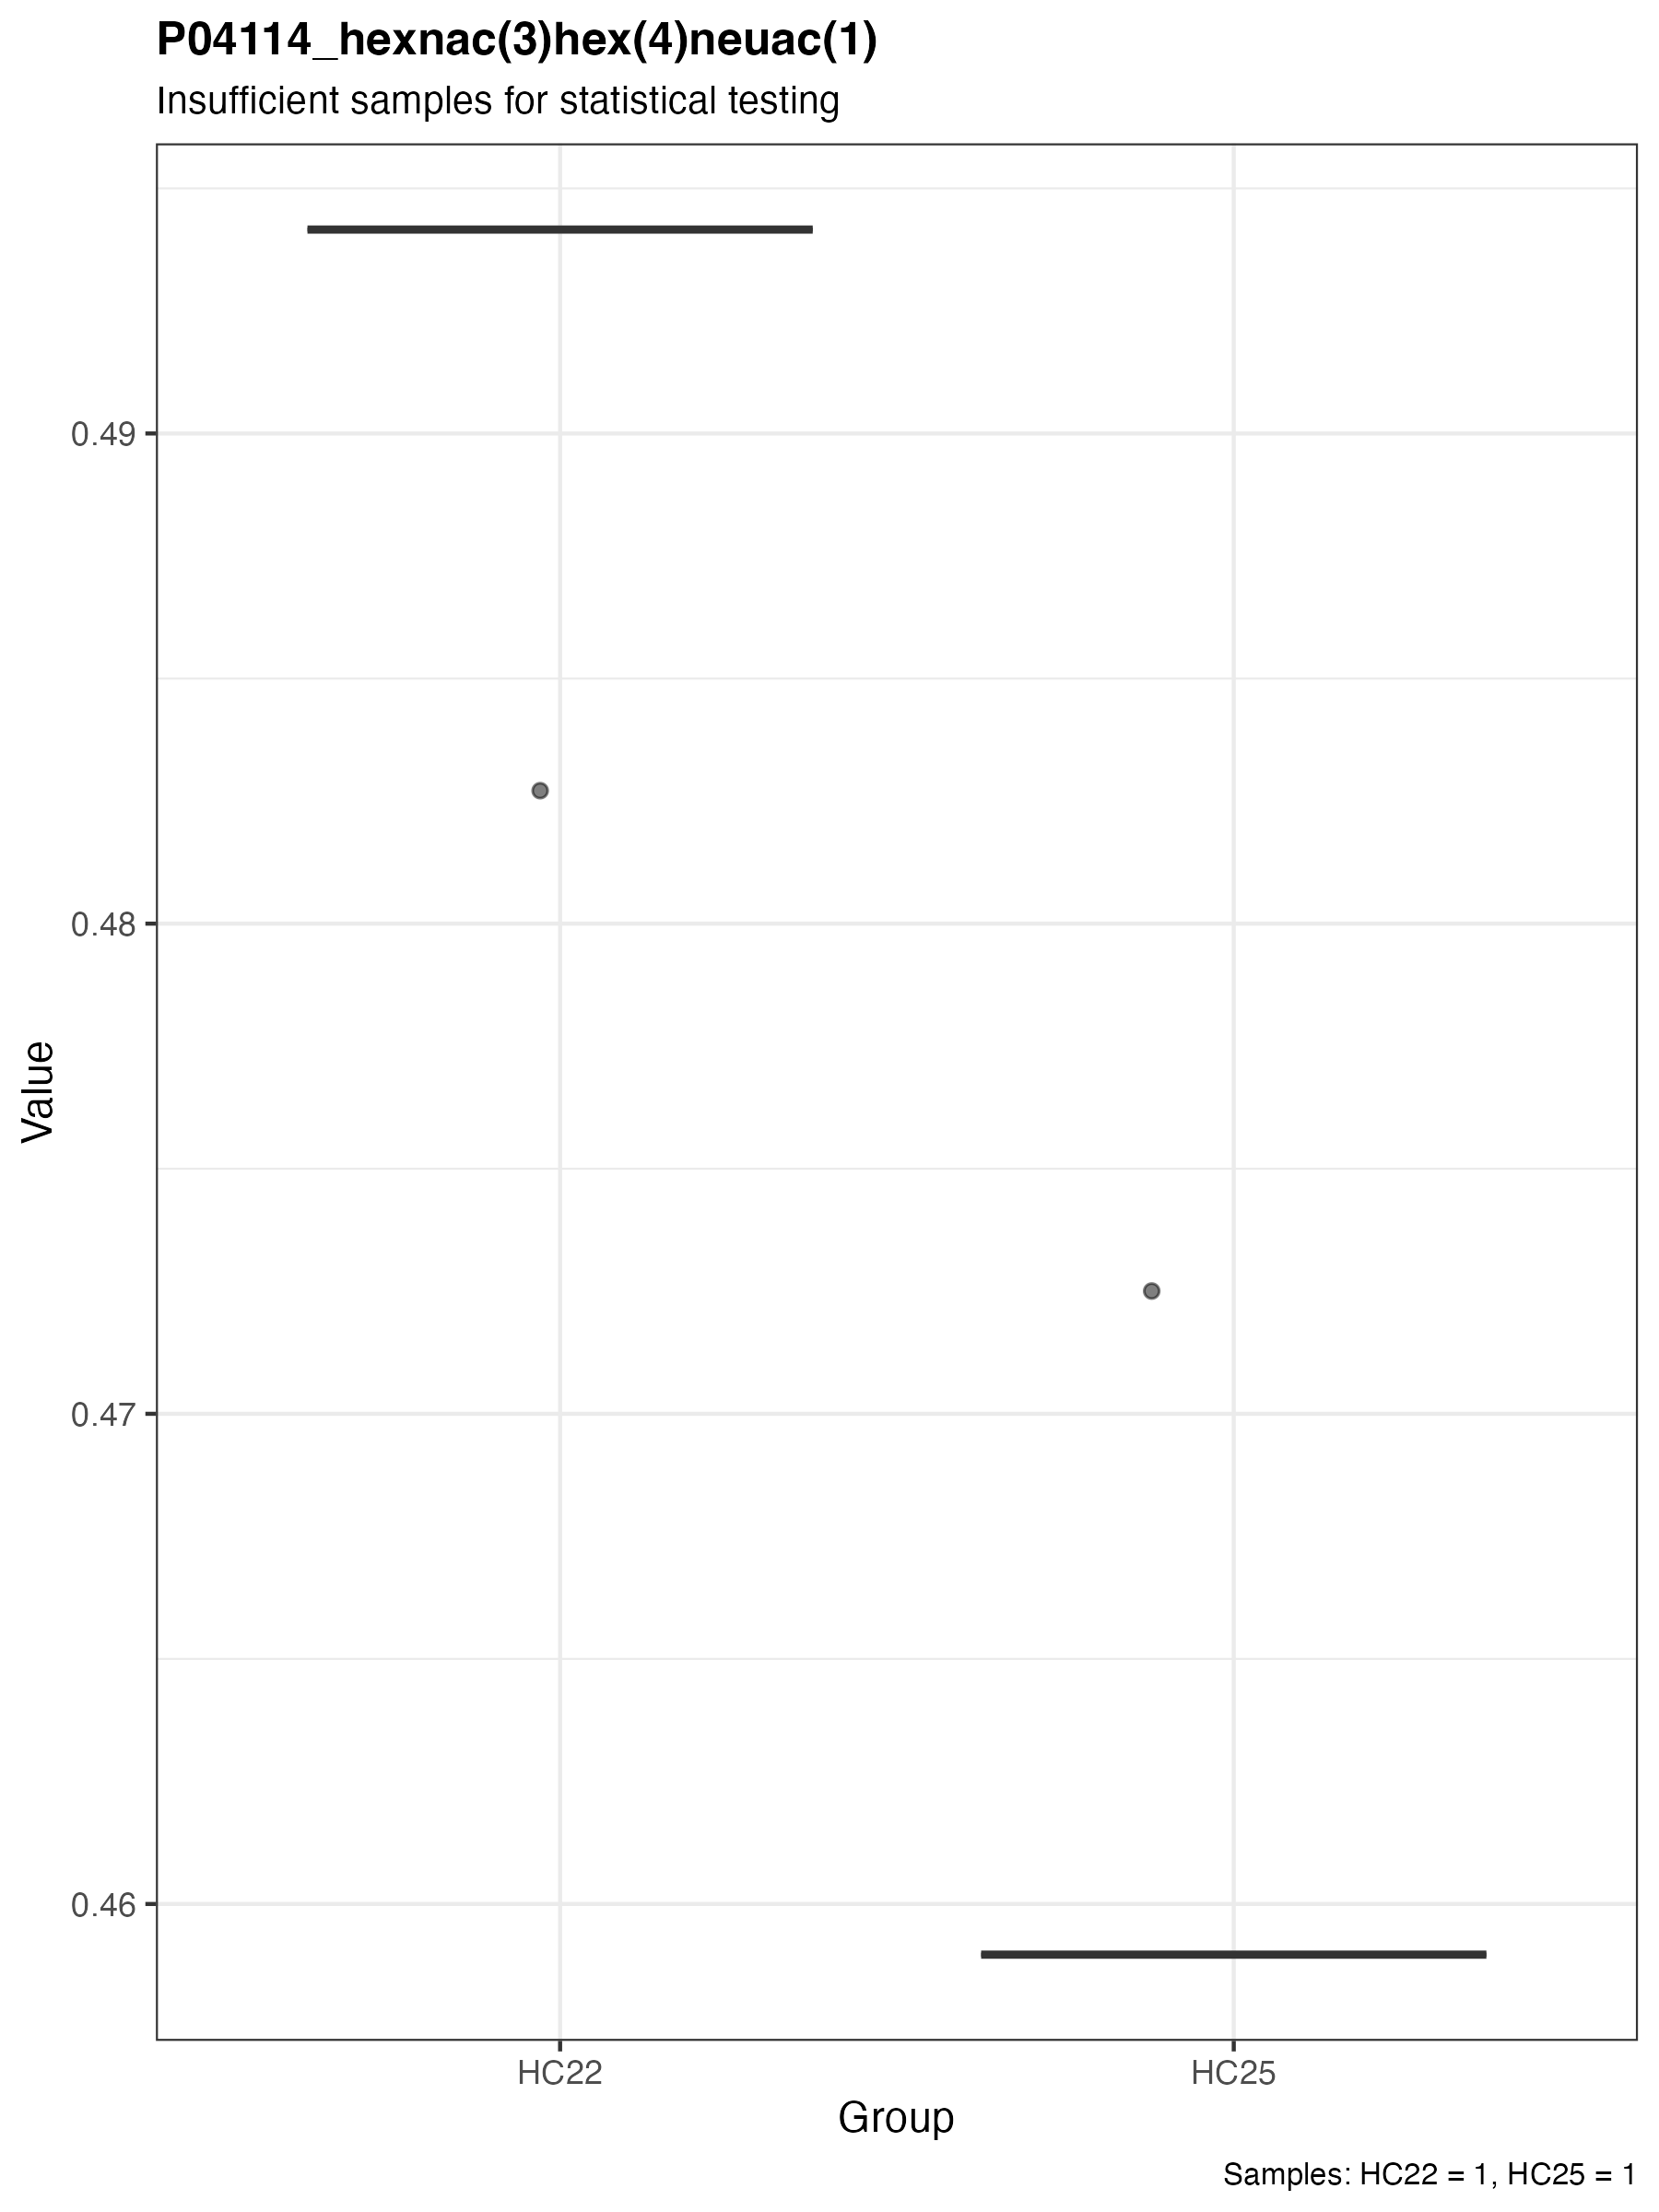 P04114_hexnac(3)hex(4)neuac(1)
Insufficient samples for statistical testing
0.49
0.48
0.47
0.46
Value
HC22
HC25
Group
Samples: HC22 = 1, HC25 = 1